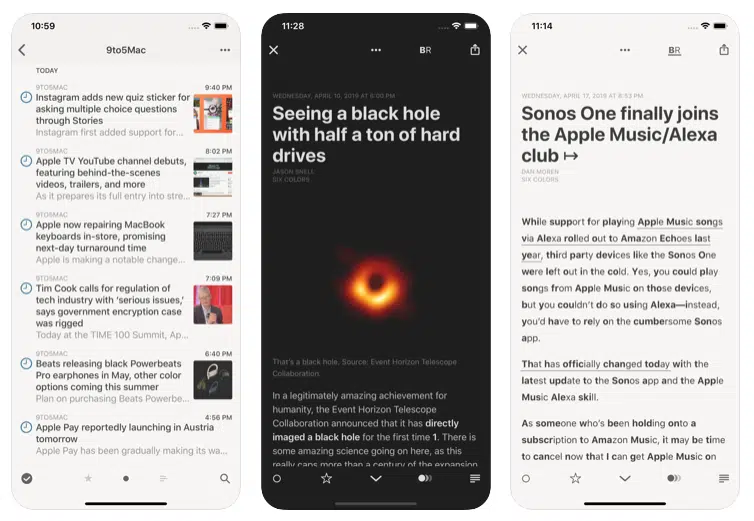 10:59
9to5Mac
TODAY
9TO5MAC
9:40 PM
Instagram adds new quiz sticker for
asking multiple choice questions
through Stories
Instagram first added support for...
9TO5MAC
8:02 PM
Apple TV YouTube channel debuts,
featuring behind-the-scenes
videos, trailers, and more
As it prepares its full entry into stre...
9TO5MAC
7:27 PM
Apple now repairing MacBook
keyboards in-store, promising
next-day turnaround time
Apple is making a notable change...
9TO5MAC
7:09 PM
Tim Cook calls for regulation of
tech industry with ‘serious issues,’
says government encryption case
was rigged
Today at the TIME 100 Summit, Ap...
9TO5MAC
6:40 PM
Beats releasing black Powerbeats
Pro earphones in May, other color
options coming this summer
Plan on purchasing Beats Powerbe...
9TO5MAC
4:56 PM
Apple Pay reportedly launching in Austria
tomorrow
Apple Pay has been gradually making its wa...
11:28
BR
WEDNESDAY, APRIL 10, 2019 AT 6:00 PM
Seeing a black hole
with half a ton of hard
drives
JASON SNELL
SIX COLORS
That's a black hole. Source: Event Horizon Telescope
Collaboration
In a legitimately amazing achievement for
humanity, the Event Horizon Telescope
Collaboration announced that it has directly
imaged a black hole for the first time 1. There is
some amazing science going on here, as this
really caps more than a century of the expansion
11:14
BR
WEDNESDAY, APRIL 17, 2019 AT 8:53 PM
Sonos One finally joins
the Apple Music/Alexa
club ↦
DAN MOREN
SIX COLORS
While support for playing Apple Music songs
via Alexa rolled out to Amazon Echoes last
year, third party devices like the Sonos One
were left out in the cold. Yes, you could play
songs from Apple Music on those devices,
but you couldn't do so using Alexa—instead,
you'd have to rely on the cumbersome Sonos
app.
That has officially changed today with the
latest update to the Sonos app and the Apple
Music Alexa skill.
As someone who's been holding onto a
subscription to Amazon Music, it may be time
to cancel now that I can get Apple Music on